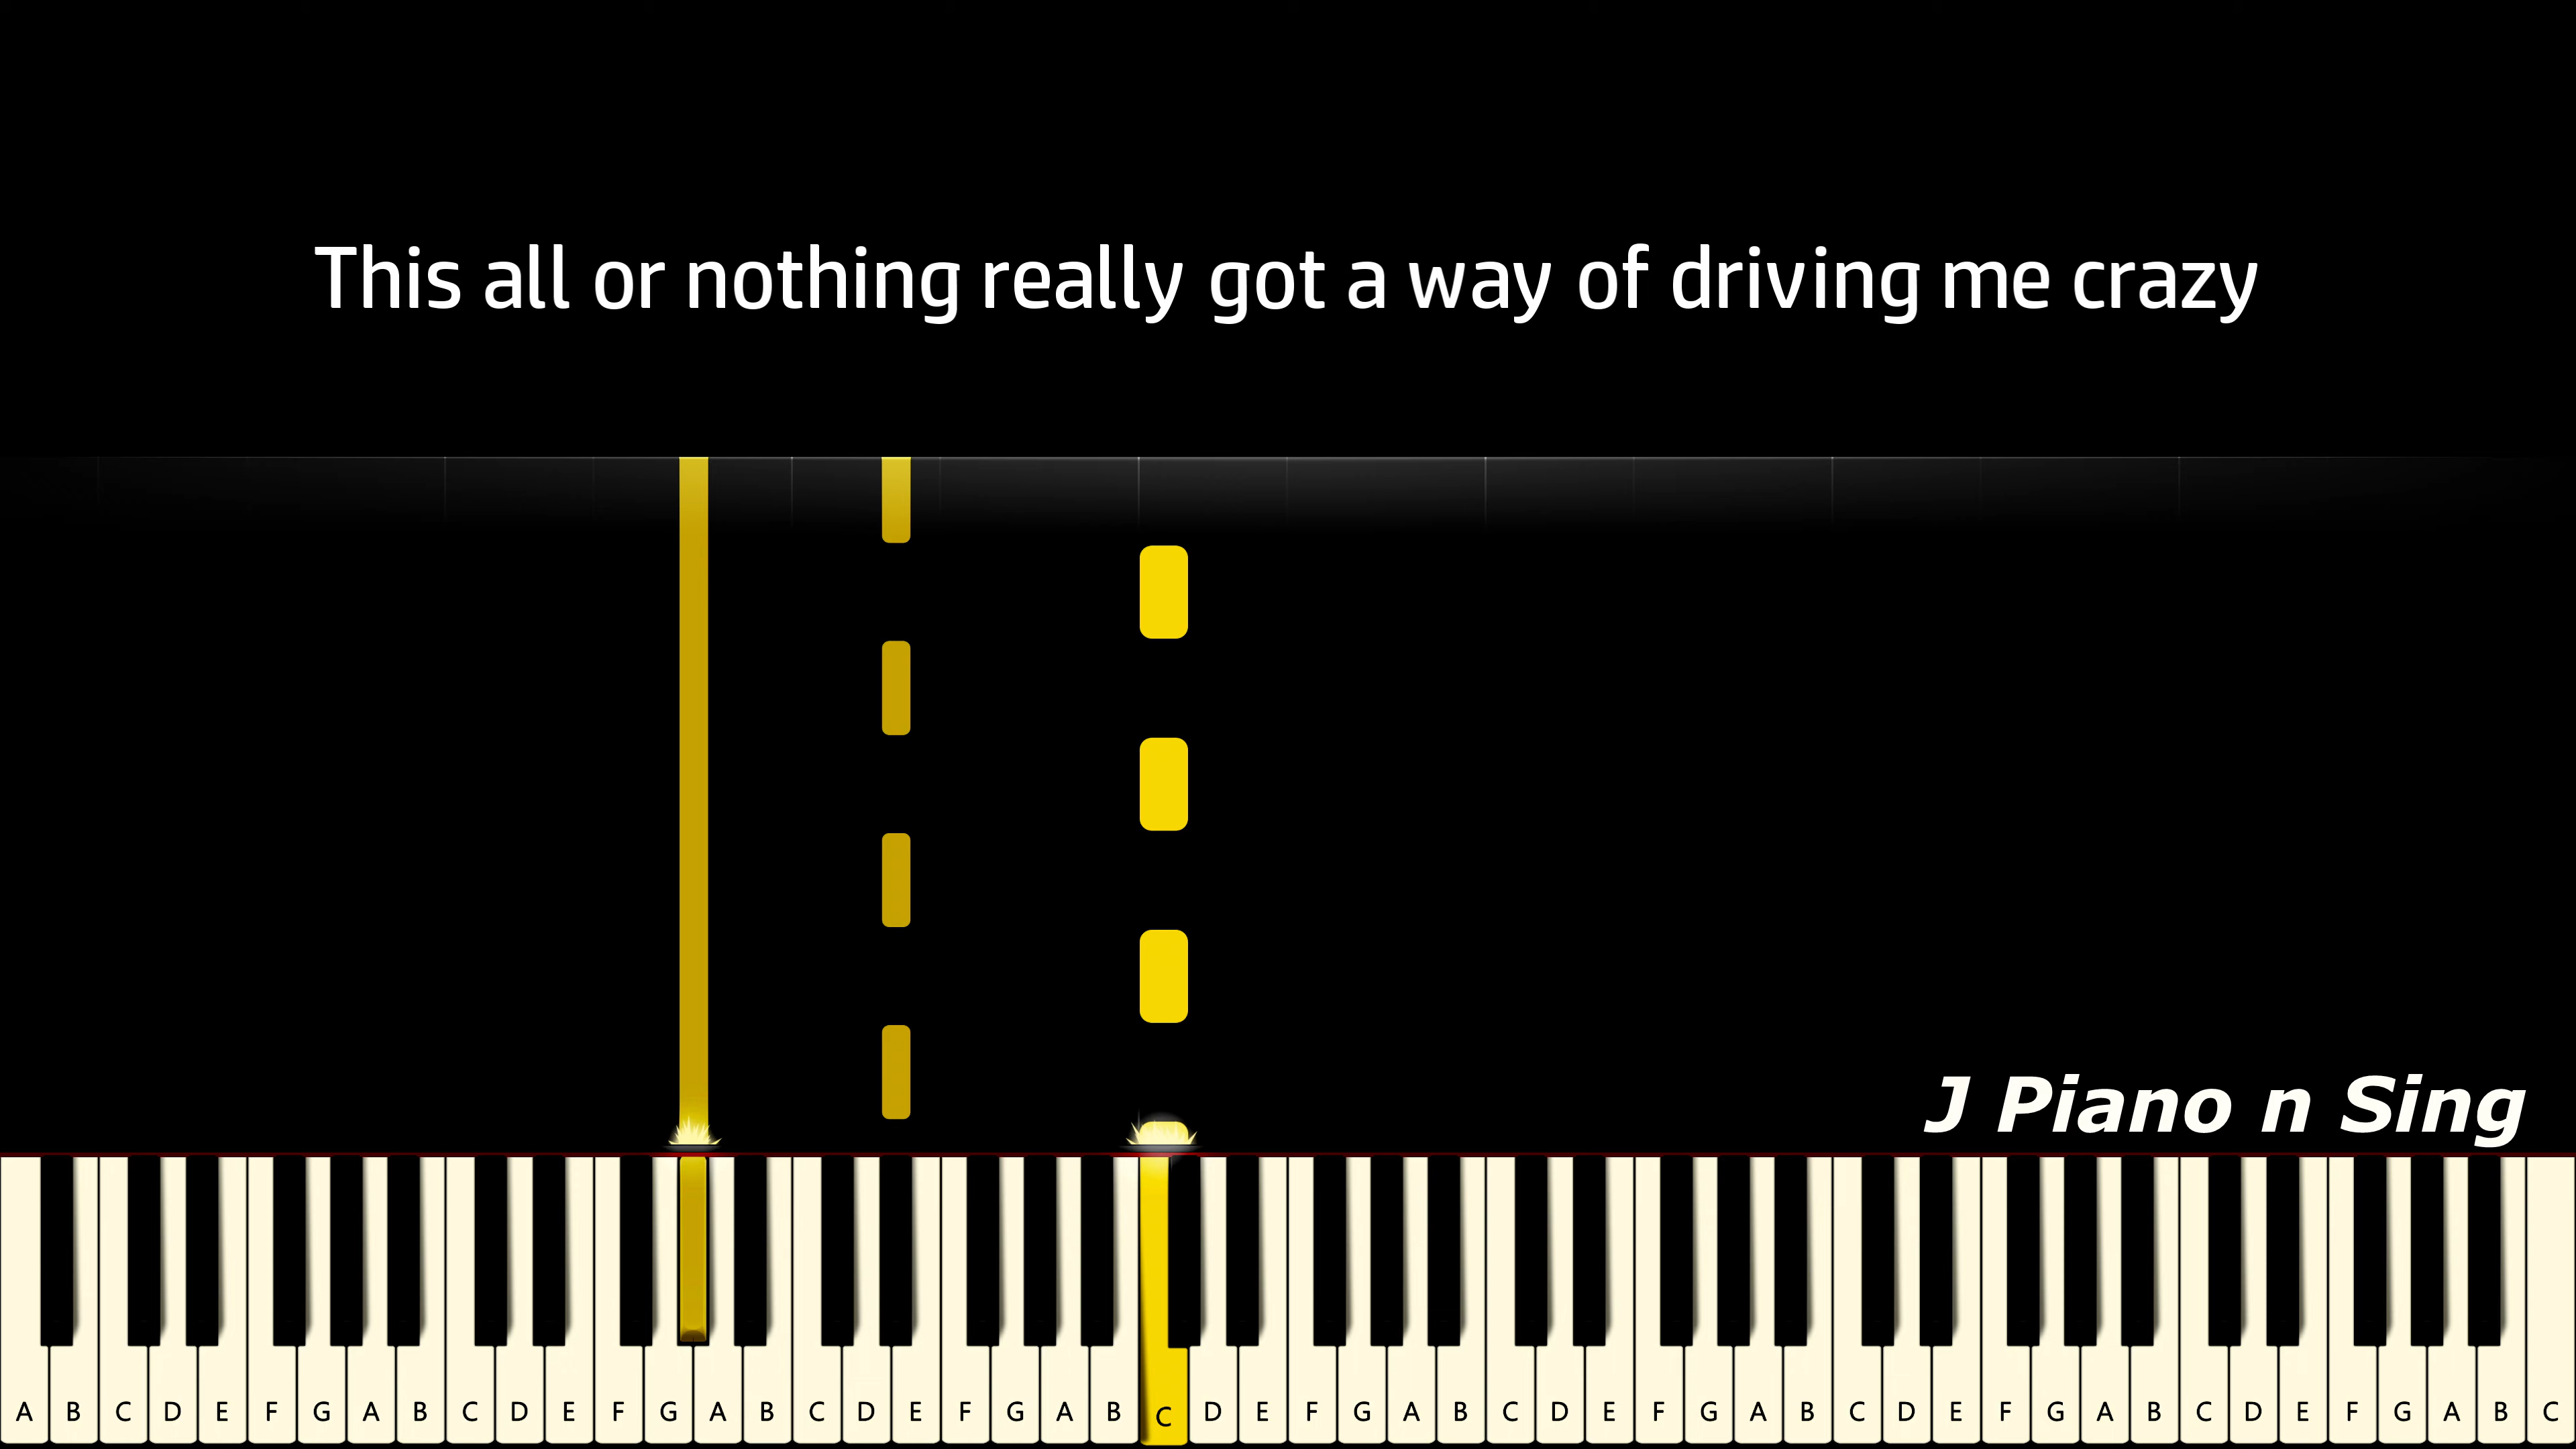 This all or nothing really got a way of driving me crazy
J Piano n Sing
A B C D E F G A B C D E F G A B C D E F G A B C D E F G A B C D E F G A B C D E F G A B C D E F G A B C